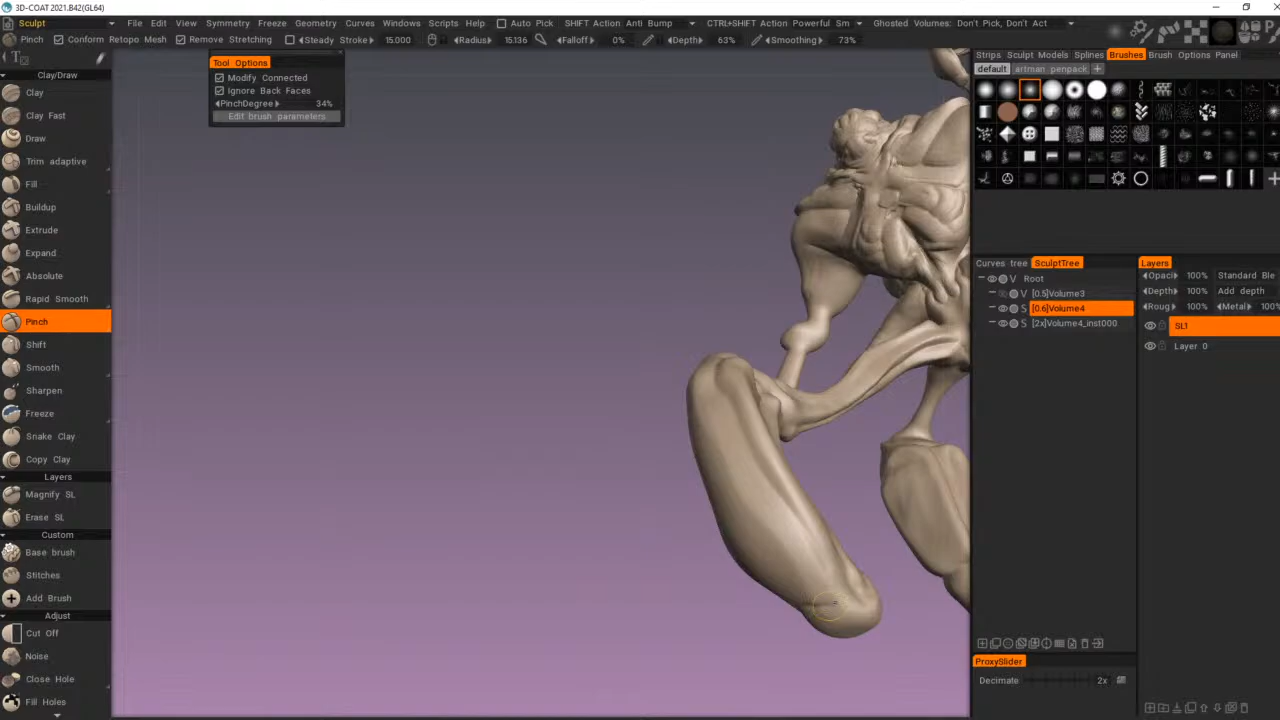 3D-COAT 2021.B42(GL64)
Sculpt File Edit View Symmetry Freeze Geometry Curves Windows Scripts Help Auto Pick SHIFT Action Anti Bump CTRL+SHIFT Action Powerful Sm Ghosted Volumes: Don't Pick, Don't Act
Pinch Conform Retopo Mesh Remove Stretching Steady Stroke 15.000 Radius 15.136 Falloff 0% Depth 63% Smoothing 73%
Tool Options
Modify Connected
Ignore Back Faces
PinchDegree 34%
Edit brush parameters
Clay/Draw
Clay
Clay Fast
Draw
Trim adaptive
Fill
Buildup
Extrude
Expand
Absolute
Rapid Smooth
Pinch
Shift
Smooth
Sharpen
Freeze
Snake Clay
Copy Clay
Layers
Magnify SL
Erase SL
Custom
Base brush
Stitches
Add Brush
Adjust
Cut Off
Noise
Close Hole
Fill Holes
Strips Sculpt Models Splines Brushes Brush Options Panel
default artman penpack +
Curves tree SculptTree
V Root
V [0.5]Volume3
S [0.6]Volume4
S [2x]Volume4_inst000
ProxySlider
Decimate 2x
Layers
Opaci 100% Standard Ble
Depth 100% Add depth
Roug 100% Metal 100%
SL1
Layer 0